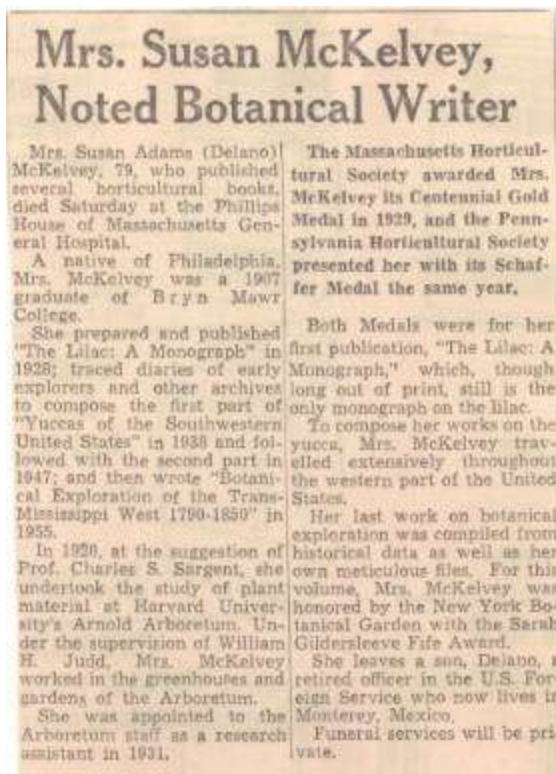 Mrs. Susan McKelvey,
Noted Botanical Writer
Mrs. Susan Adams (Delano)
McKelvey, 79, who published
several horticultural books,
died Saturday at the Phillips
House of Massachusetts Gen-
eral Hospital.
A native of Philadelphia,
Mrs. McKelvey was a 1907
graduate of Bryn Mawr
College.
She prepared and published
"The Lilac: A Monograph" in
1928; traced diaries of early
explorers and other archives
to compose the first part of
"Yuccas of the Southwestern
United States" in 1938 and fol-
lowed with the second part in
1947; and then wrote "Botani-
cal Exploration of the Trans-
Mississippi West 1790-1850" in
1955.
In 1920, at the suggestion of
Prof. Charles S. Sargent, she
undertook the study of plant
material at Harvard Univer-
sity's Arnold Arboretum. Un-
der the supervision of William
H. Judd, Mrs. McKelvey
worked in the greenhouses and
gardens of the Arboretum.
She was appointed to the
Arboretum staff as a research
assistant in 1931.
The Massachusetts Horticul-
tural Society awarded Mrs.
McKelvey its Centennial Gold
Medal in 1929, and the Penn-
sylvania Horticultural Society
presented her with its Schaf-
fer Medal the same year.
Both Medals were for her
first publication, "The Lilac: A
Monograph," which, though
long out of print, still is the
only monograph on the lilac.
To compose her works on the
yucca, Mrs. McKelvey trav-
elled extensively throughout
the western part of the United
States.
Her last work on botanical
exploration was compiled from
historical data as well as her
own meticulous files. For this
volume, Mrs. McKelvey was
honored by the New York Bo-
tanical Garden with the Sarah
Gildersleeve Fife Award.
She leaves a son, Delano, a
retired officer in the U.S. For-
eign Service who now lives in
Monterey, Mexico.
Funeral services will be pri-
vate.